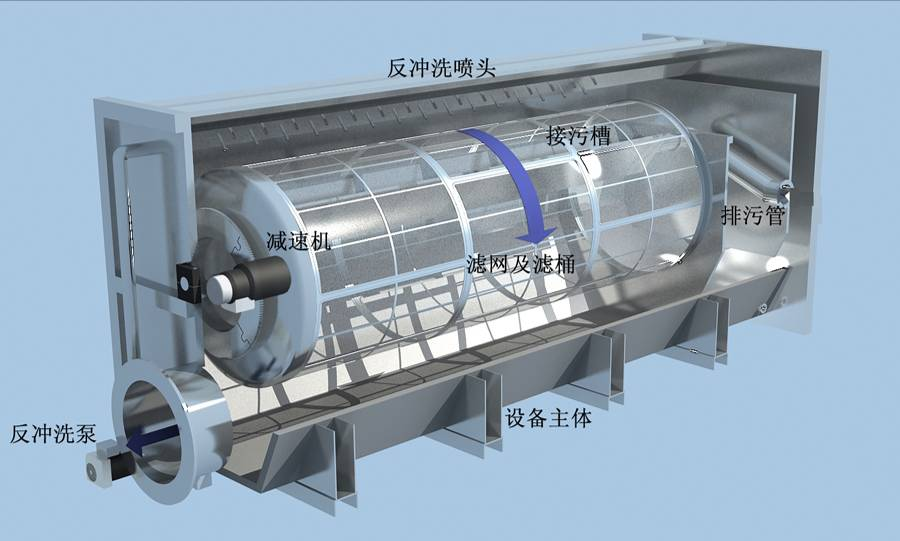 反冲洗喷头
接污槽
排污管
减速机
滤网及滤桶
设备主体
反冲洗泵